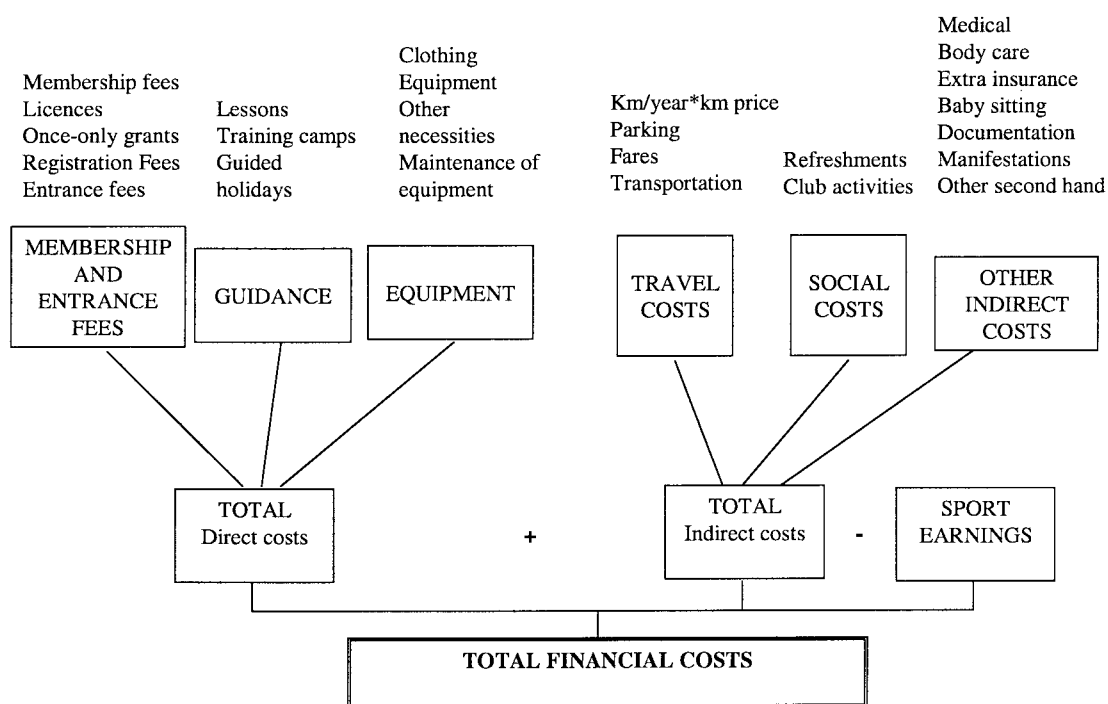 Membership fees
Licences
Once-only grants
Registration Fees
Entrance fees
Lessons
Training camps
Guided
holidays
Clothing
Equipment
Other
necessities
Maintenance of
equipment
Km/year*km price
Parking
Fares
Transportation
Refreshments
Club activities
Medical
Body care
Extra insurance
Baby sitting
Documentation
Manifestations
Other second hand
MEMBERSHIP
AND
ENTRANCE
FEES
GUIDANCE
EQUIPMENT
TRAVEL
COSTS
SOCIAL
COSTS
OTHER
INDIRECT
COSTS
TOTAL
Direct costs
+
TOTAL
Indirect costs
-
SPORT
EARNINGS
TOTAL FINANCIAL COSTS